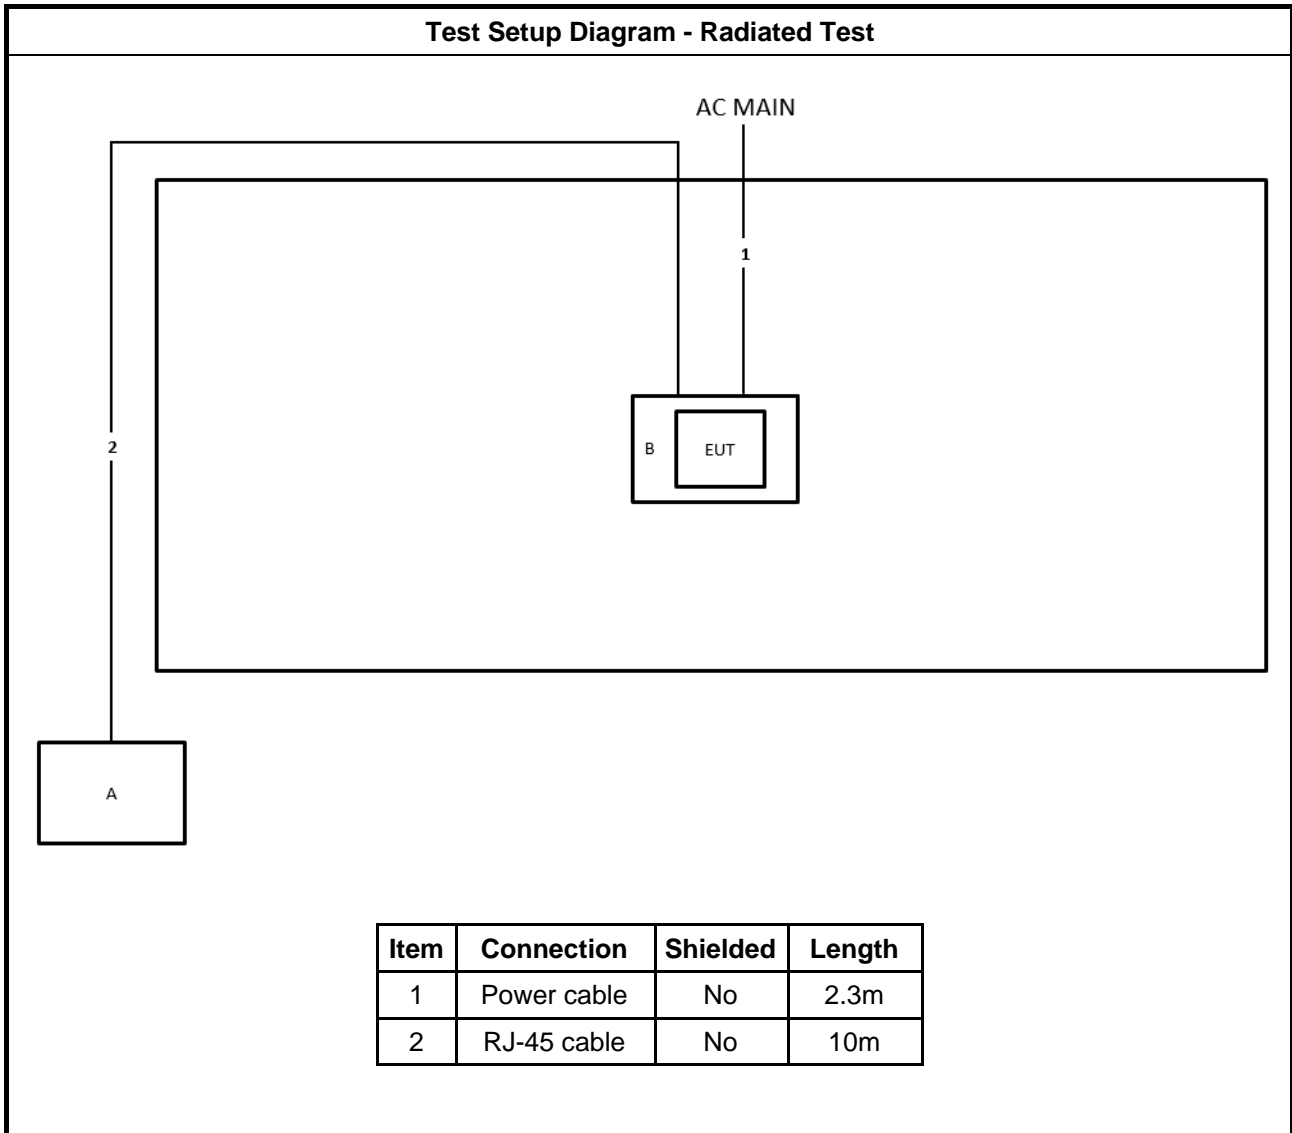 Test Setup Diagram - Radiated Test
AC MAIN
1
2
B
EUT
A
Item Connection Shielded Length
1 Power cable No 2.3m
2 RJ-45 cable No 10m